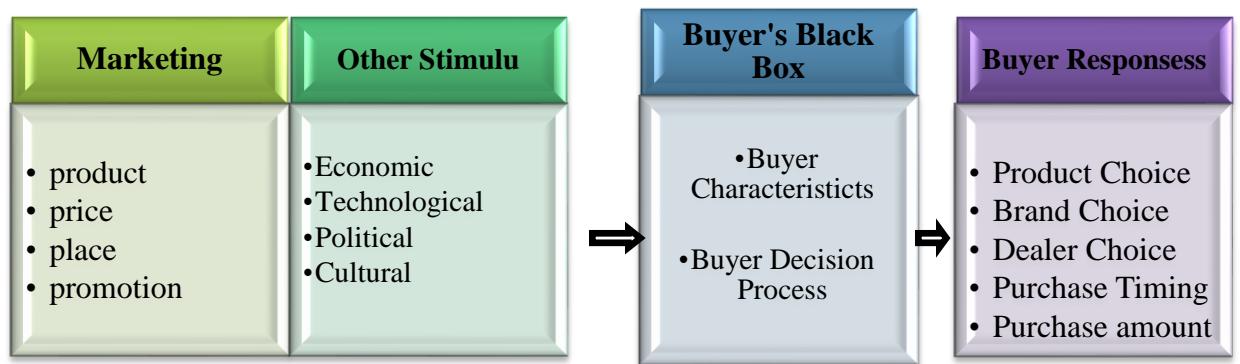 Marketing
• product
• price
• place
• promotion
Other Stimulu
•Economic
•Technological
•Political
•Cultural
Buyer's Black
Box
•Buyer
Characteristicts
•Buyer Decision
Process
Buyer Responsess
• Product Choice
• Brand Choice
• Dealer Choice
• Purchase Timing
• Purchase amount